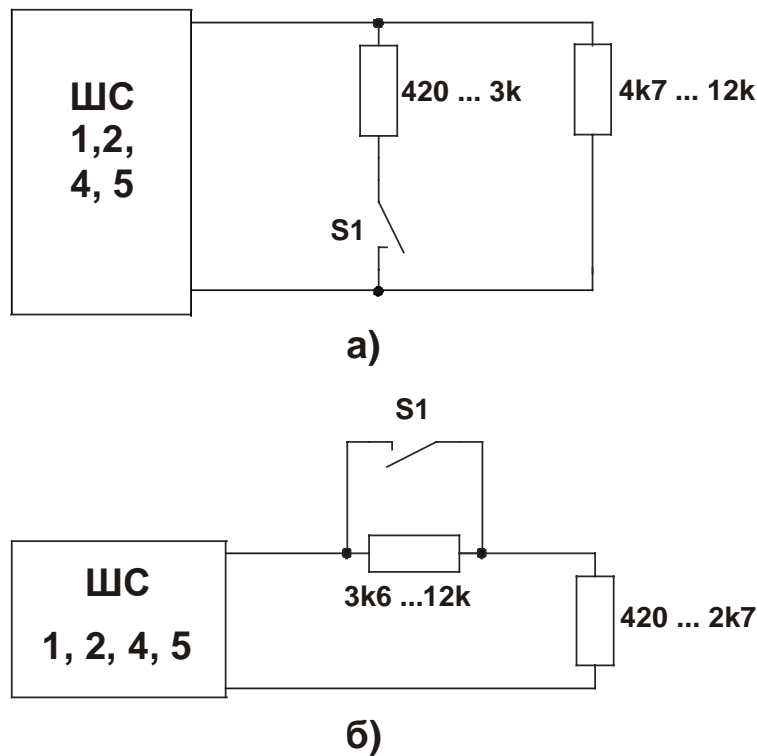 ШС
1,2,
4, 5
420 ... 3k
4k7 ... 12k
S1
а)
S1
ШС
1, 2, 4, 5
3k6 ...12k
420 ... 2k7
б)